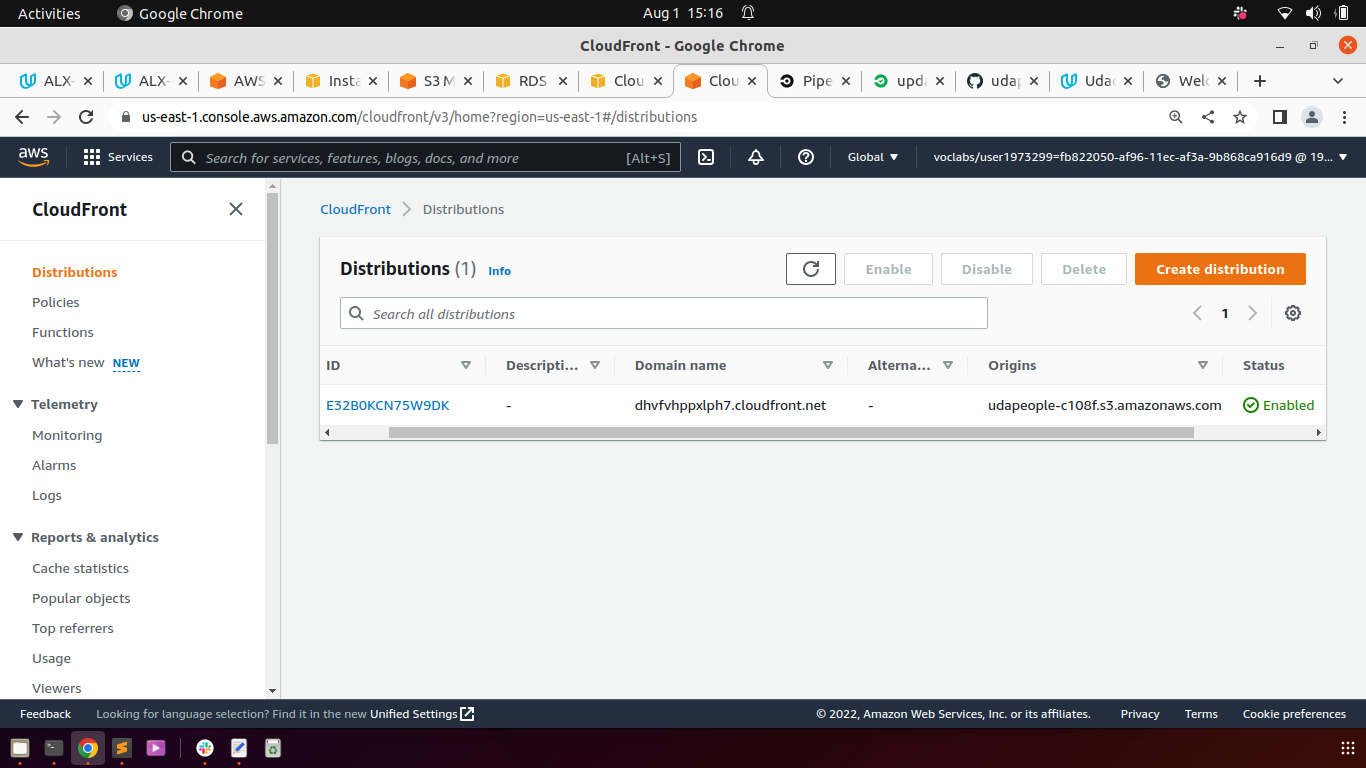 Activities Google Chrome Aug 1 15:16
CloudFront - Google Chrome
ALX- ALX- AWS Insta S3 M RDS Clou Clou Pipe upda udap Udac Welc
us-east-1.console.aws.amazon.com/cloudfront/v3/home?region=us-east-1#/distributions
aws Services Search for services, features, blogs, docs, and more [Alt+S] Global voclabs/user1973299=fb822050-af96-11ec-af3a-9b868ca916d9 @ 19...
CloudFront
Distributions
Policies
Functions
What's new NEW
Telemetry
Monitoring
Alarms
Logs
Reports & analytics
Cache statistics
Popular objects
Top referrers
Usage
Viewers
CloudFront Distributions
Distributions (1) Info Enable Disable Delete Create distribution
Search all distributions 1
ID Descripti... Domain name Alterna... Origins Status
E32B0KCN75W9DK - dhvfvhppxlph7.cloudfront.net - udapeople-c108f.s3.amazonaws.com Enabled
Feedback Looking for language selection? Find it in the new Unified Settings © 2022, Amazon Web Services, Inc. or its affiliates. Privacy Terms Cookie preferences